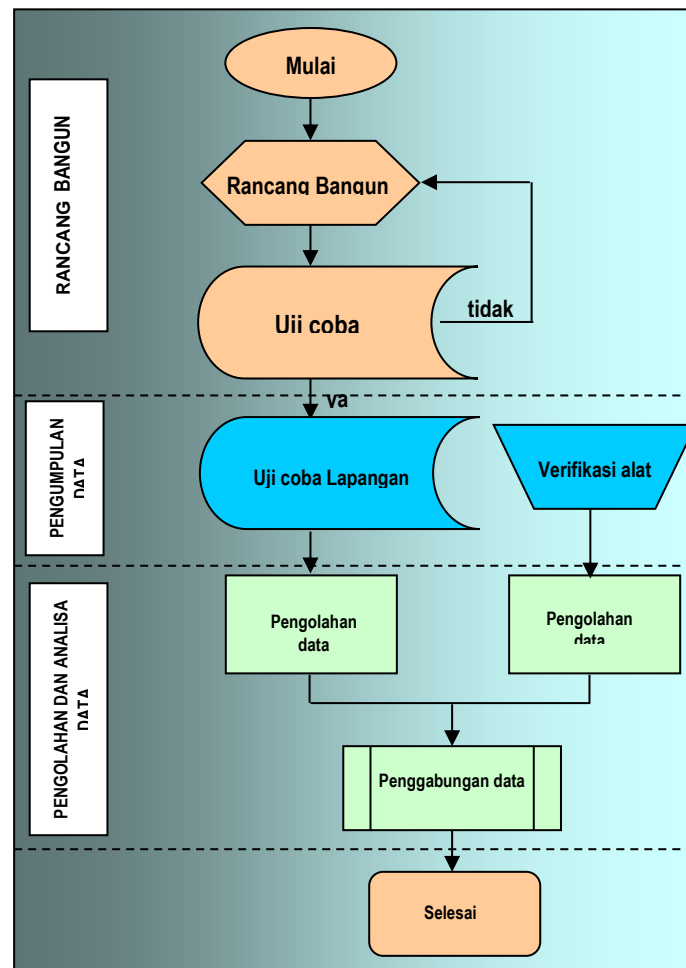 Mulai
RANCANG BANGUN
Rancang Bangun
tidak
Uji coba
ya
PENGUMPULAN
DATA
Uji coba Lapangan
Verifikasi alat
PENGOLAHAN DAN ANALISA
DATA
Pengolahan
data
Pengolahan
data
Penggabungan data
Selesai